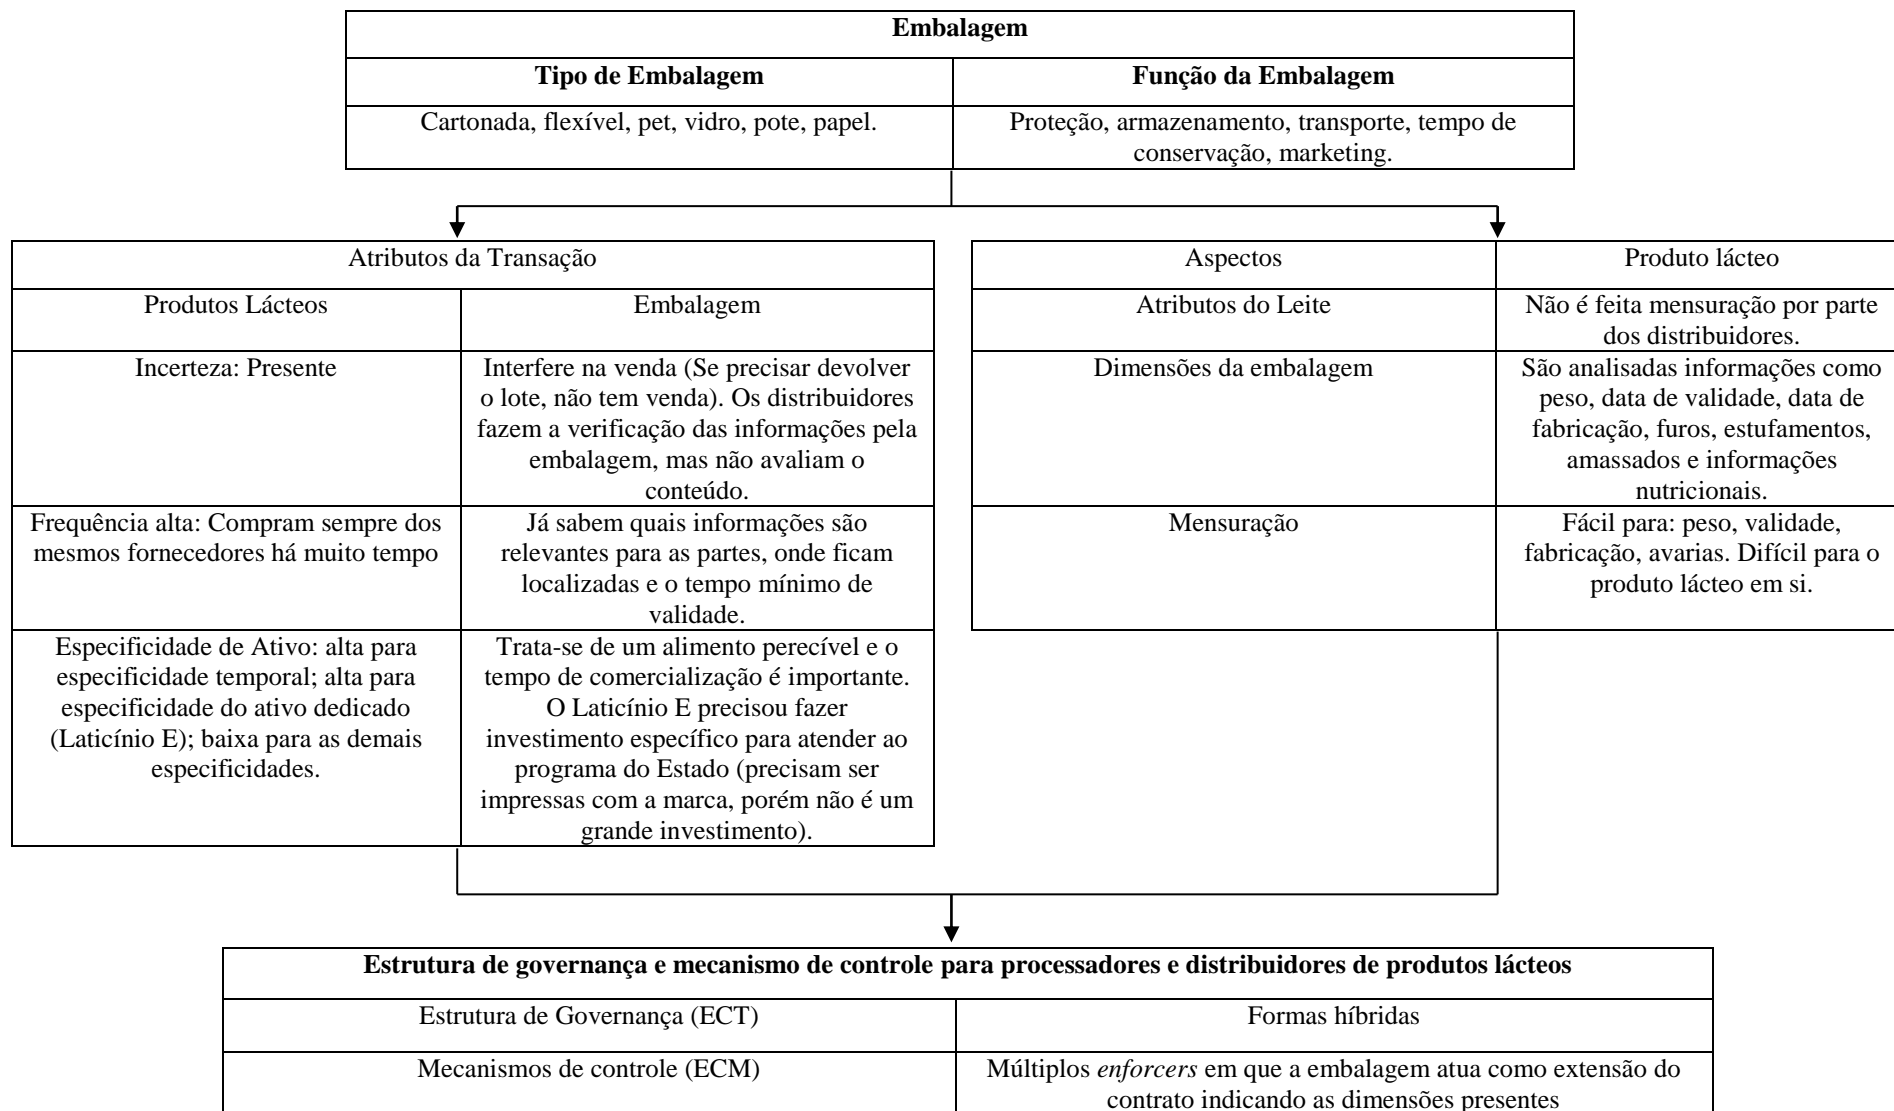 Embalagem
Tipo de Embalagem
Função da Embalagem
Cartonada, flexível, pet, vidro, pote, papel.
Proteção, armazenamento, transporte, tempo de
conservação, marketing.
Atributos da Transação
Produtos Lácteos
Embalagem
Incerteza: Presente
Interfere na venda (Se precisar devolver
o lote, não tem venda). Os distribuidores
fazem a verificação das informações pela
embalagem, mas não avaliam o
conteúdo.
Frequência alta: Compram sempre dos
mesmos fornecedores há muito tempo
Já sabem quais informações são
relevantes para as partes, onde ficam
localizadas e o tempo mínimo de
validade.
Especificidade de Ativo: alta para
especificidade temporal; alta para
especificidade do ativo dedicado
(Laticínio E); baixa para as demais
especificidades.
Trata-se de um alimento perecível e o
tempo de comercialização é importante.
O Laticínio E precisou fazer
investimento específico para atender ao
programa do Estado (precisam ser
impressas com a marca, porém não é um
grande investimento).
Aspectos
Produto lácteo
Atributos do Leite
Não é feita mensuração por parte
dos distribuidores.
Dimensões da embalagem
São analisadas informações como
peso, data de validade, data de
fabricação, furos, estufamentos,
amassados e informações
nutricionais.
Mensuração
Fácil para: peso, validade,
fabricação, avarias. Difícil para o
produto lácteo em si.
Estrutura de governança e mecanismo de controle para processadores e distribuidores de produtos lácteos
Estrutura de Governança (ECT)
Formas híbridas
Mecanismos de controle (ECM)
Múltiplos enforcers em que a embalagem atua como extensão do
contrato indicando as dimensões presentes